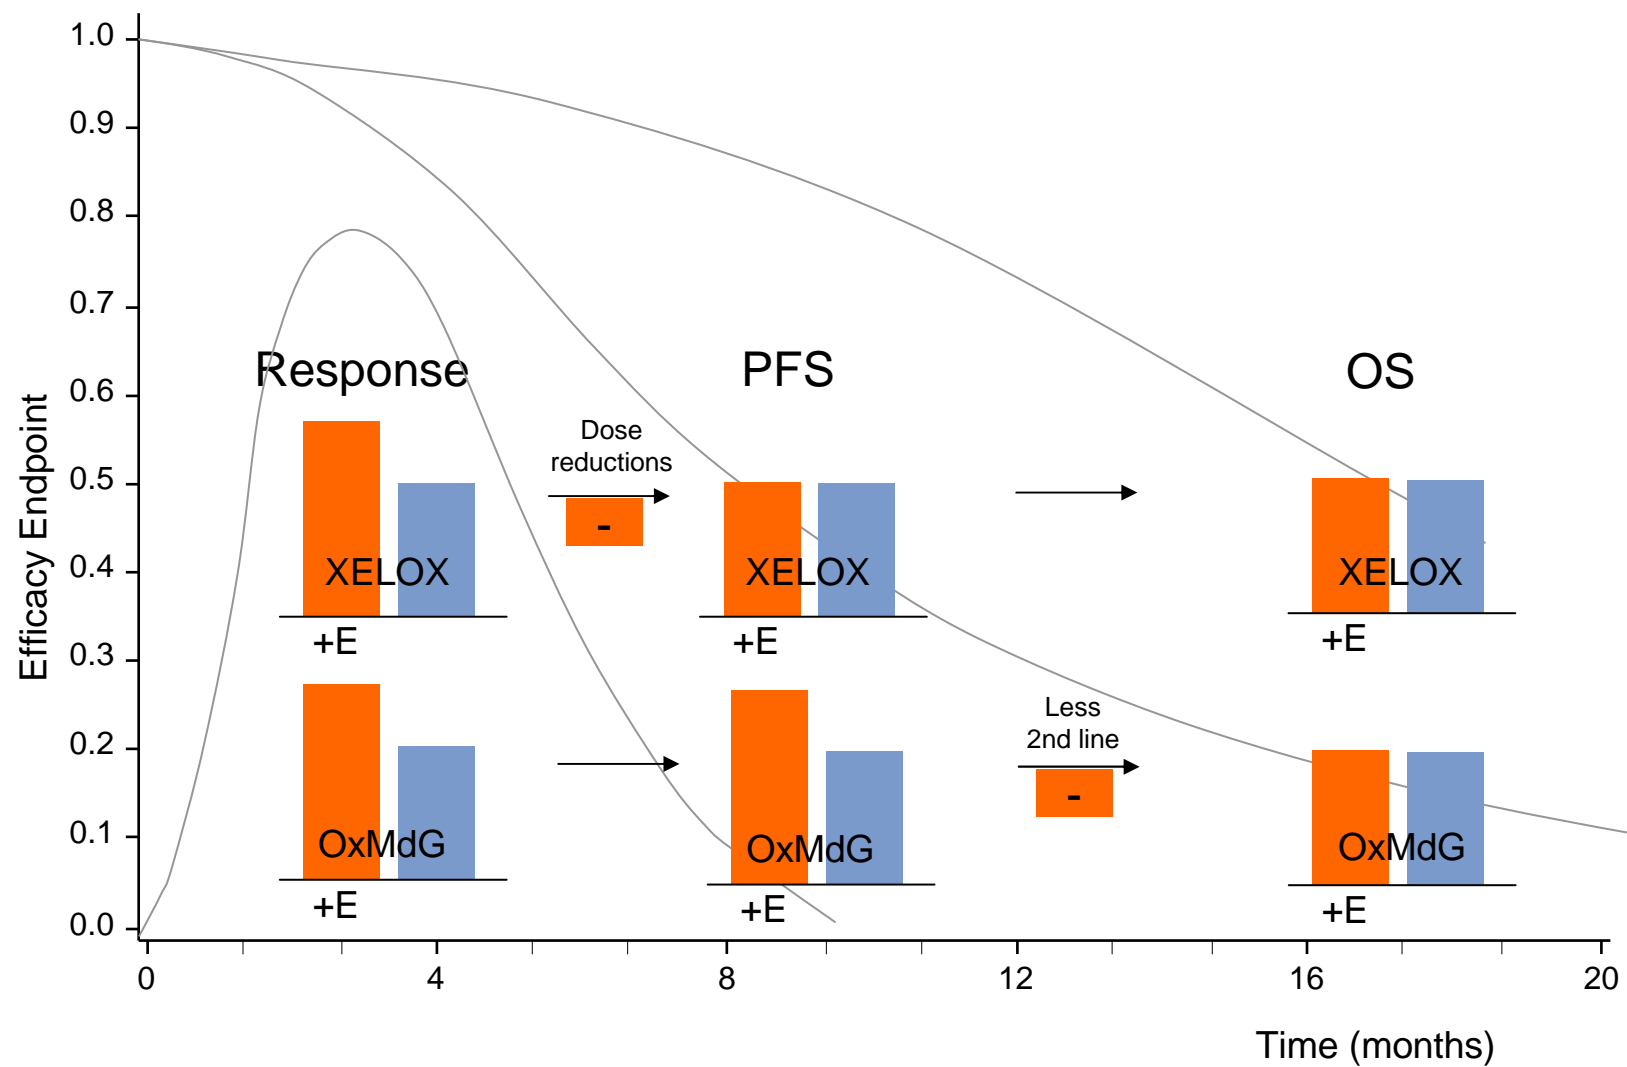 1.0
0.9
0.8
0.7
0.6
0.5
0.4
0.3
0.2
0.1
0.0
Efficacy Endpoint
Response
PFS
OS
Dose
reductions
-
XELOX
XELOX
XELOX
+E
+E
+E
Less
2nd line
-
OxMdG
OxMdG
OxMdG
+E
+E
+E
0 4 8 12 16 20
Time (months)